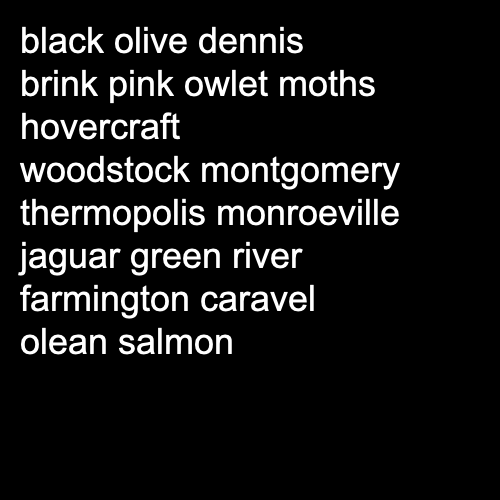 black olive dennis
brink pink owlet moths
hovercraft
woodstock montgomery
thermopolis monroeville
jaguar green river
farmington caravel
olean salmon